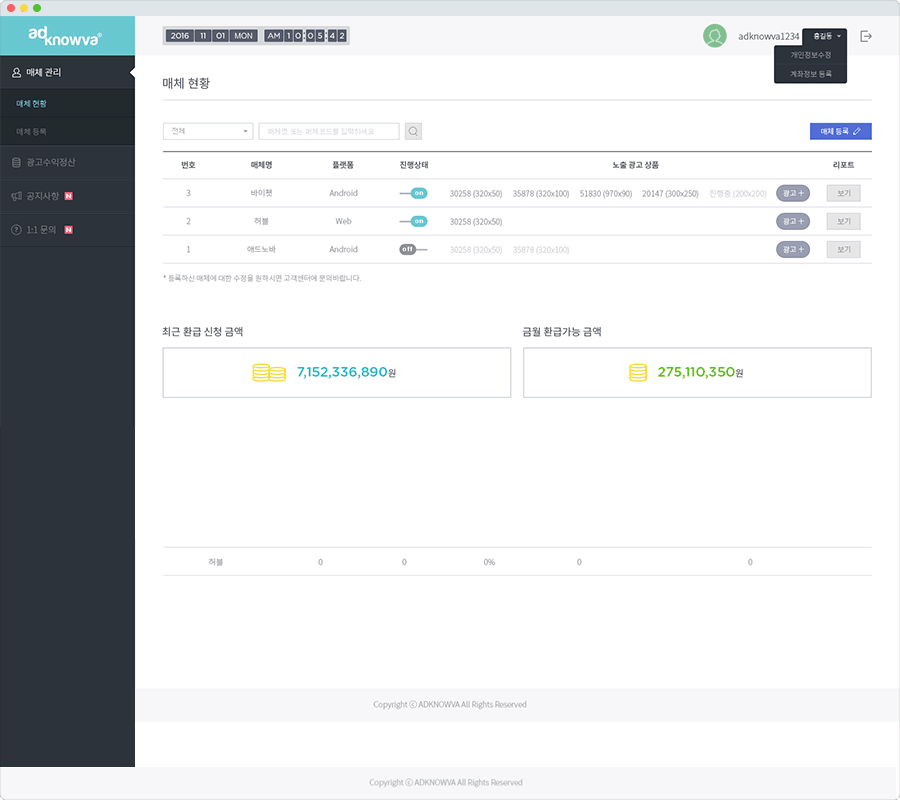 adknowva®
2016 11 01 MON AM 10:05:42
adknowva1234 홍길동
개인정보수정
계좌정보 등록
매체 관리
매체 현황
매체 등록
광고수익정산
공지사항 N
1:1 문의 N
매체 현황
전체 매체명 또는 매체코드를 입력하세요 매체 등록
번호 매체명 플랫폼 진행상태 노출 광고 상품 리포트
3 바이펫 Android on 30258 (320x50) 35878 (320x100) 51830 (970x90) 20147 (300x250) 진행중 (200x200) 광고 + 보기
2 허블 Web on 30258 (320x50) 광고 + 보기
1 애드노바 Android off 30258 (320x50) 35878 (320x100) 광고 + 보기
* 등록하신 매체에 대한 수정을 원하시면 고객센터에 문의바랍니다.
최근 환급 신청 금액 금월 환급가능 금액
7,152,336,890원 275,110,350원
허블 0 0 0% 0 0
Copyright ⓒ ADKNOWVA All Rights Reserved
Copyright ⓒ ADKNOWVA All Rights Reserved